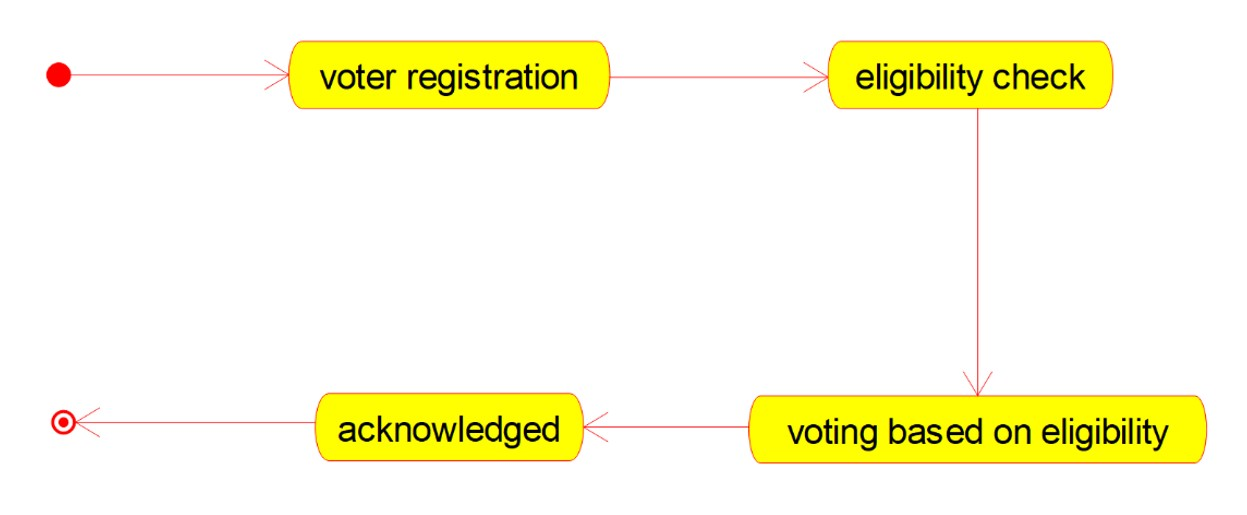 voter registration
eligibility check
voting based on eligibility
acknowledged